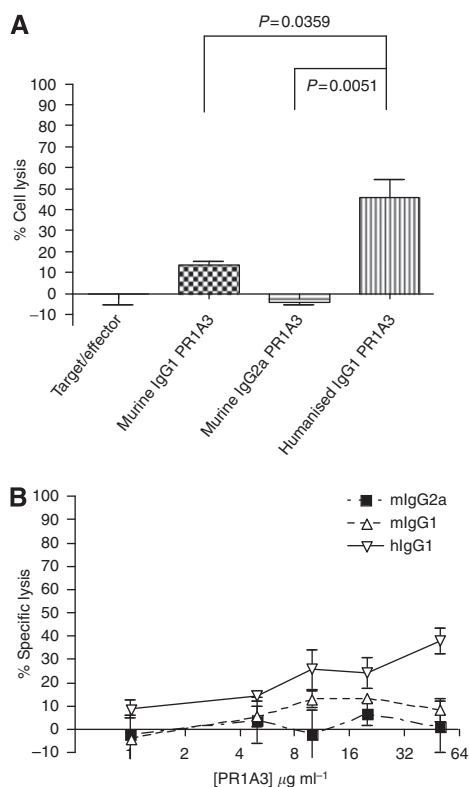 A
P=0.0359
P=0.0051
% Cell lysis
100
90
80
70
60
50
40
30
20
10
0
–10
Target/effector
Murine IgG1 PR1A3
Murine IgG2a PR1A3
Humanised IgG1 PR1A3
B
% Specific lysis
100
90
80
70
60
50
40
30
20
10
0
–10
mIgG2a
mIgG1
hIgG1
1 2 4 8 16 32 64
[PR1A3] μg ml⁻¹